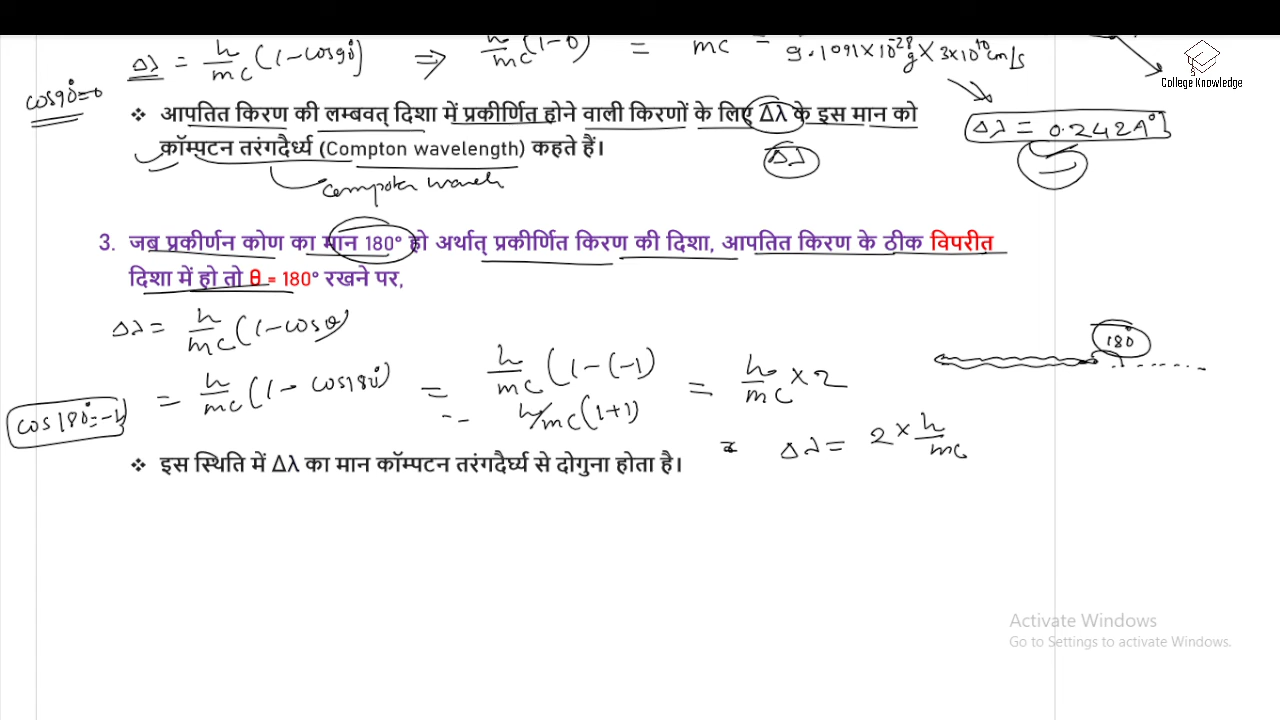 Δλ = h/mc (1-cos90°) ⇒ h/mc (1-0) = mc = 9.1091×10⁻²⁸g × 3×10¹⁰cm/s
College Knowledge
cos90°=0
❖ आपतित किरण की लम्बवत् दिशा में प्रकीर्णित होने वाली किरणों के लिए Δλ के इस मान को
Δλ = 0.242A°
कॉम्पटन तरंगदैर्ध्य (Compton wavelength) कहते हैं।
Δλ
3. जब प्रकीर्णन कोण का मान 180° हो अर्थात् प्रकीर्णित किरण की दिशा, आपतित किरण के ठीक विपरीत
दिशा में हो तो θ = 180° रखने पर,
Δλ = h/mc (1-cosθ)
180°
= h/mc (1- cos180°) = h/mc (1-(-1) = h/mc × 2
cos180°=-1
h/mc (1+1)
Δλ = 2 × h/mc
❖ इस स्थिति में Δλ का मान कॉम्पटन तरंगदैर्ध्य से दोगुना होता है।
Activate Windows
Go to Settings to activate Windows.